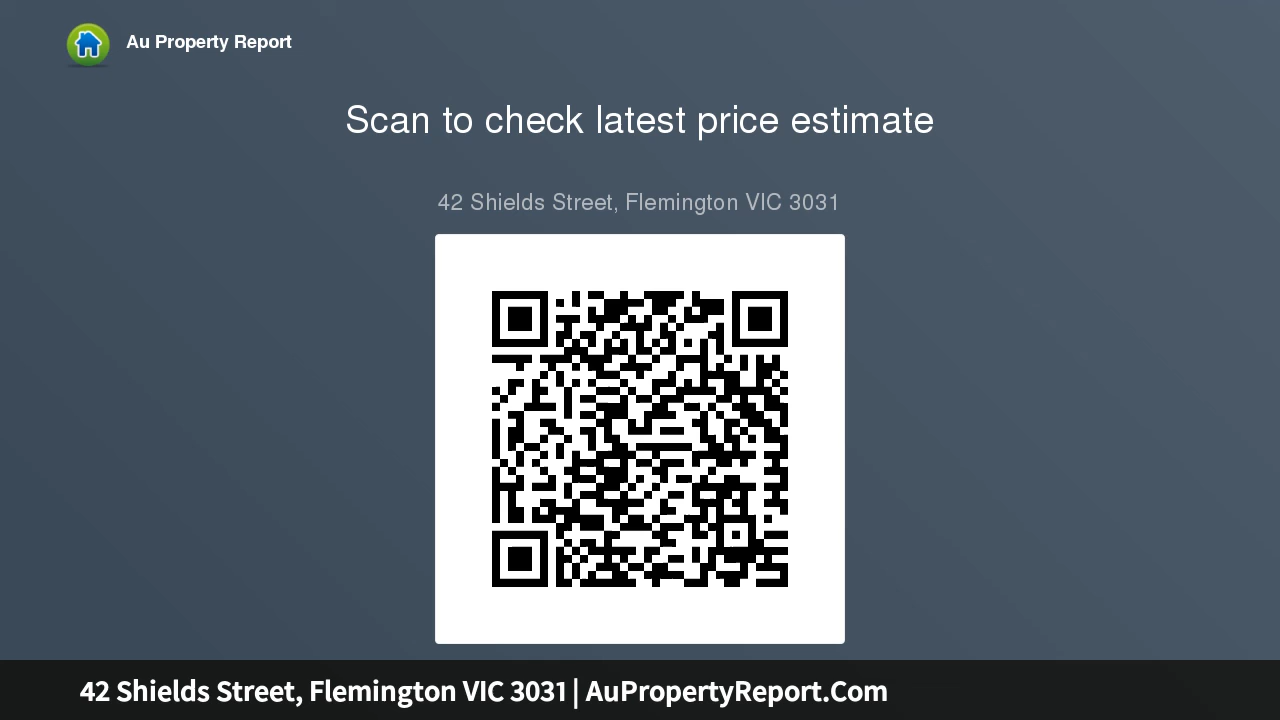 Au Property Report
Scan to check latest price estimate
42 Shields Street, Flemington VIC 3031
42 Shields Street, Flemington VIC 3031 | AuPropertyReport.Com